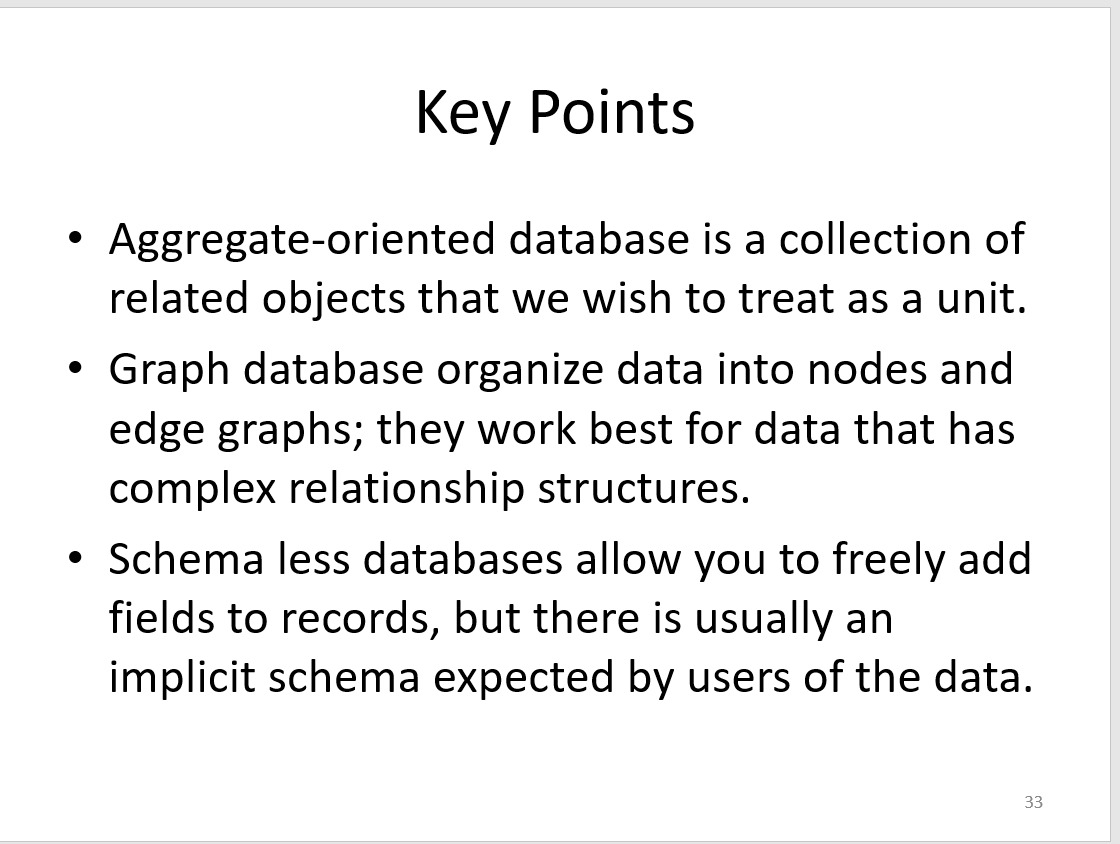 Key Points
• Aggregate-oriented database is a collection of
related objects that we wish to treat as a unit.
• Graph database organize data into nodes and
edge graphs; they work best for data that has
complex relationship structures.
• Schema less databases allow you to freely add
fields to records, but there is usually an
implicit schema expected by users of the data.
33